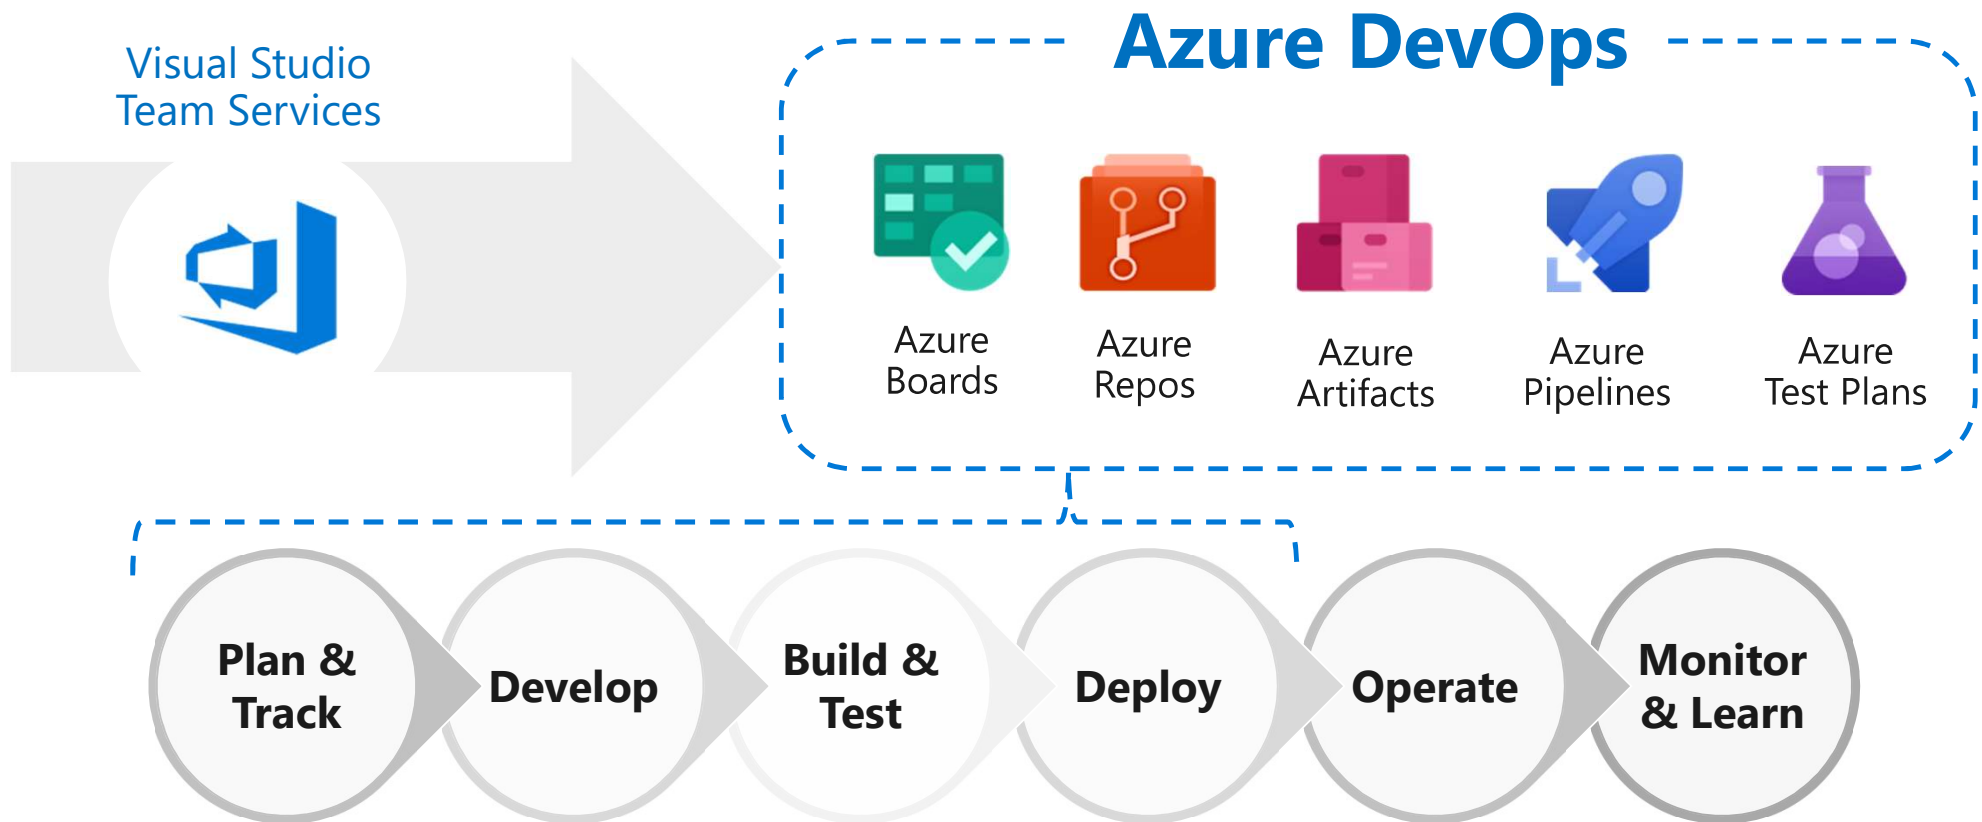 Visual Studio
Team Services
Azure DevOps
Azure
Boards
Azure
Repos
Azure
Artifacts
Azure
Pipelines
Azure
Test Plans
Plan &
Track
Develop
Build &
Test
Deploy
Operate
Monitor
& Learn